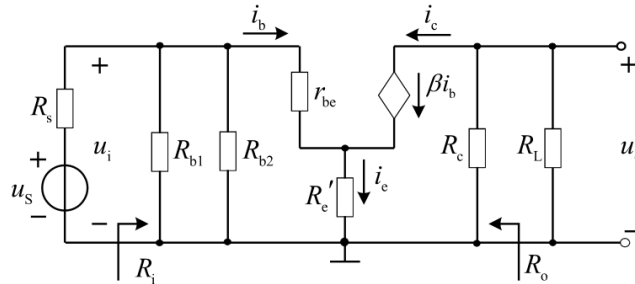 i_b
i_c
+
+
R_s
r_be
βi_b
+
u_i
R_b1
R_b2
R_c
R_L
u_S
R_e′
i_e
u
−
−
−
R_i
R_o